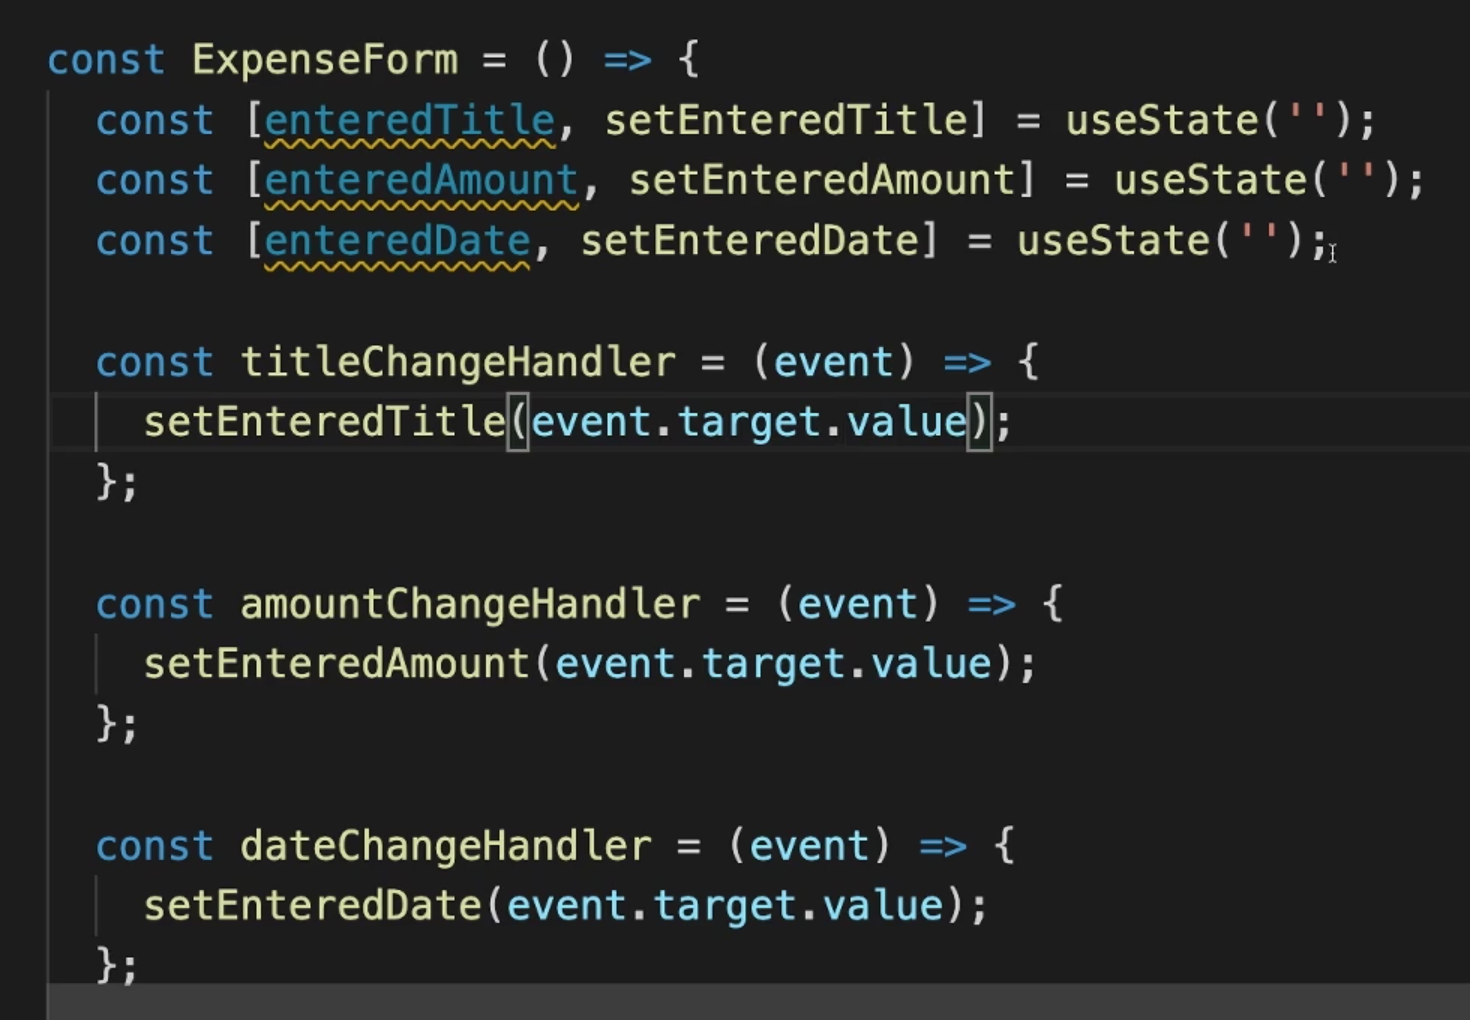 const ExpenseForm = () => {
const [enteredTitle, setEnteredTitle] = useState('');
const [enteredAmount, setEnteredAmount] = useState('');
const [enteredDate, setEnteredDate] = useState('');
const titleChangeHandler = (event) => {
setEnteredTitle(event.target.value);
};
const amountChangeHandler = (event) => {
setEnteredAmount(event.target.value);
};
const dateChangeHandler = (event) => {
setEnteredDate(event.target.value);
};